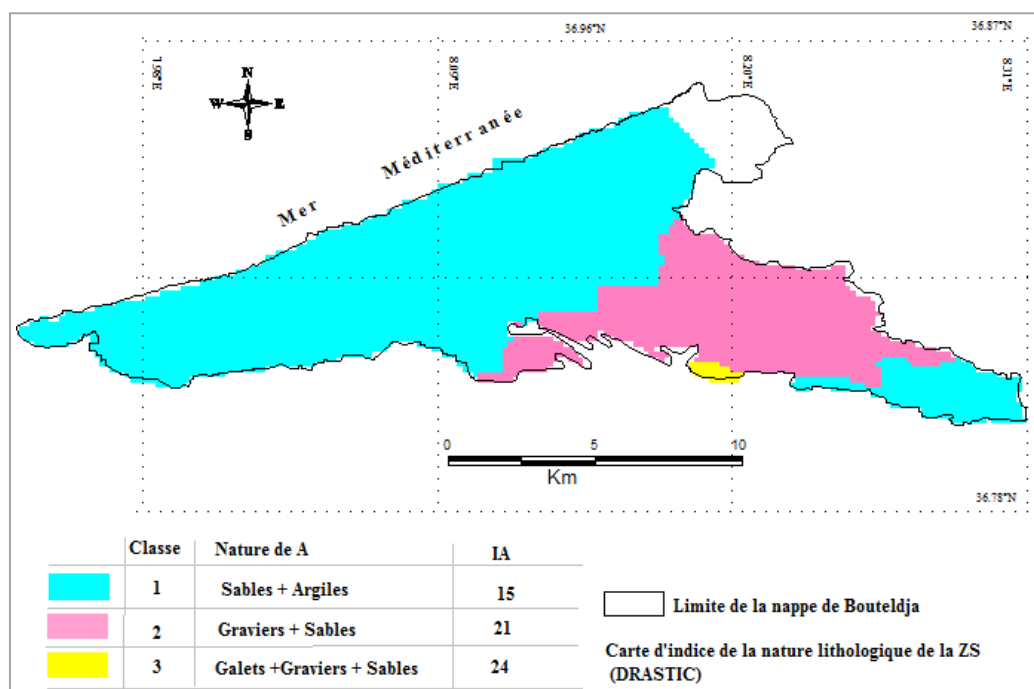 36.96°N
36.87°N
7.98°E
8.09°E
8.20°E
8.31°E
N
W E
S
Mer Méditerranée
0 5 10
Km
36.78°N
Classe Nature de A IA
1 Sables + Argiles 15
2 Graviers + Sables 21
3 Galets +Graviers + Sables 24
Limite de la nappe de Bouteldja
Carte d'indice de la nature lithologique de la ZS
(DRASTIC)